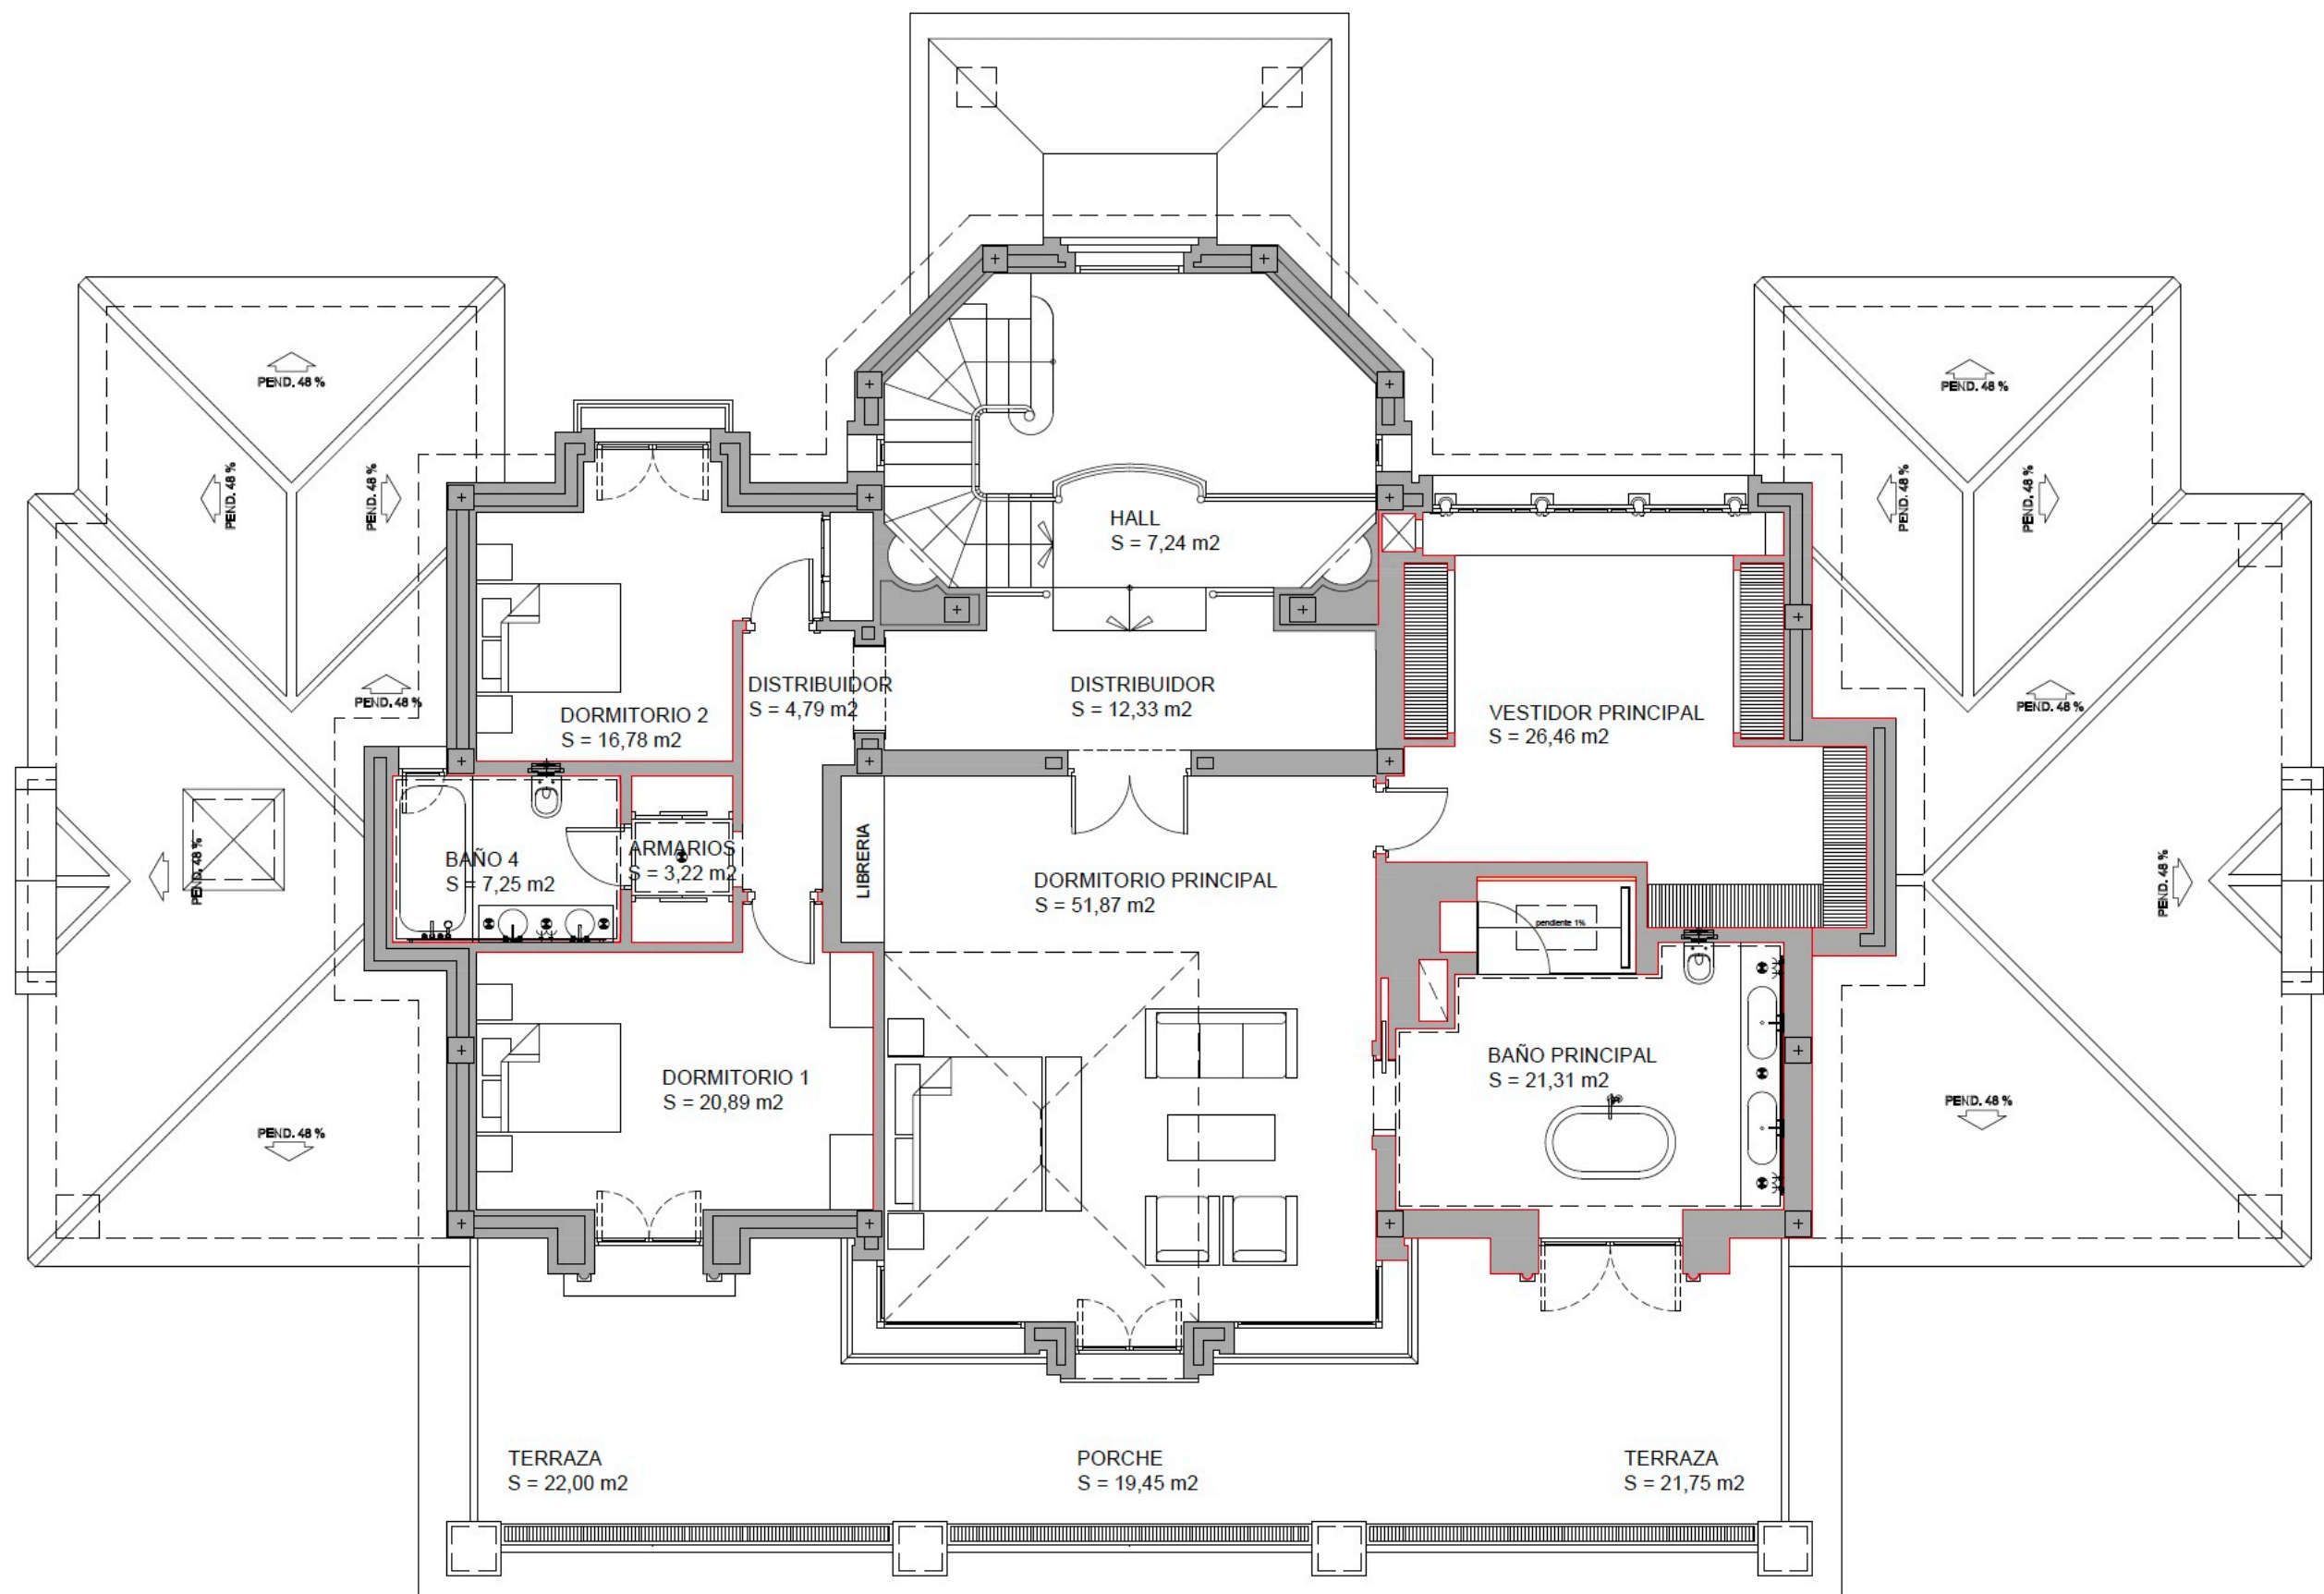 PEND. 48 %
PEND. 48 %
PEND. 48 %
PEND. 48 %
PEND. 48 %
PEND. 48 %
HALL
S = 7,24 m2
DISTRIBUIDOR
S = 4,79 m2
DISTRIBUIDOR
S = 12,33 m2
PEND. 48 %
DORMITORIO 2
S = 16,78 m2
VESTIDOR PRINCIPAL
S = 26,46 m2
PEND. 48 %
PEND. 48 %
BAÑO 4
S = 7,25 m2
ARMARIOS
S = 3,22 m2
LIBRERIA
DORMITORIO PRINCIPAL
S = 51,87 m2
pendiente 1%
PEND. 48 %
DORMITORIO 1
S = 20,89 m2
BAÑO PRINCIPAL
S = 21,31 m2
PEND. 48 %
PEND. 48 %
TERRAZA
S = 22,00 m2
PORCHE
S = 19,45 m2
TERRAZA
S = 21,75 m2